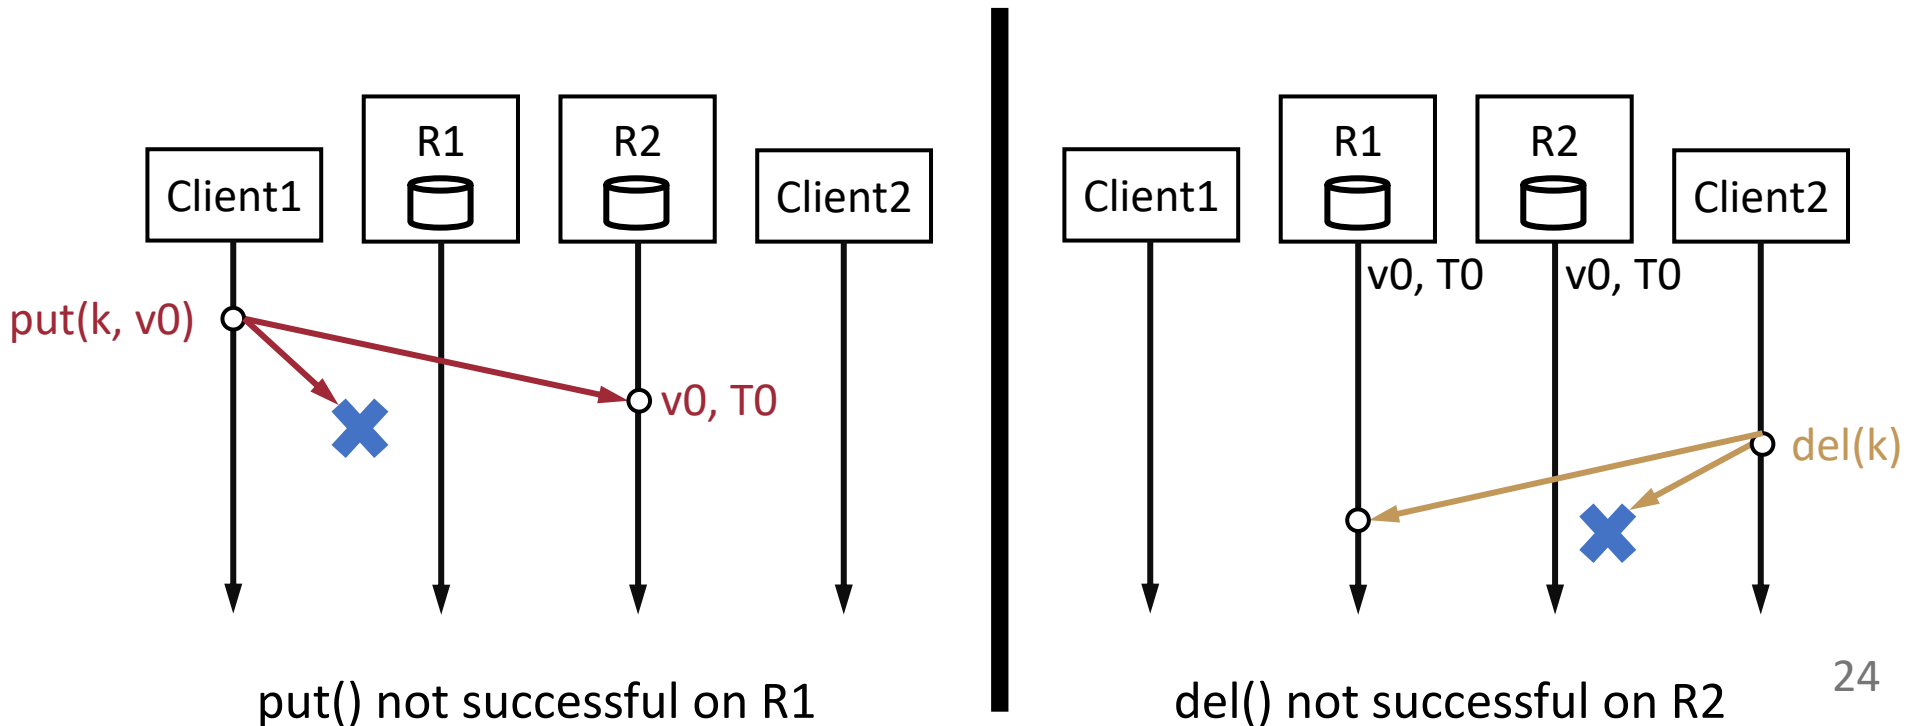 R1
R2
Client1
Client2
put(k, v0)
v0, T0
put() not successful on R1
R1
R2
Client1
Client2
v0, T0
v0, T0
del(k)
del() not successful on R2
24